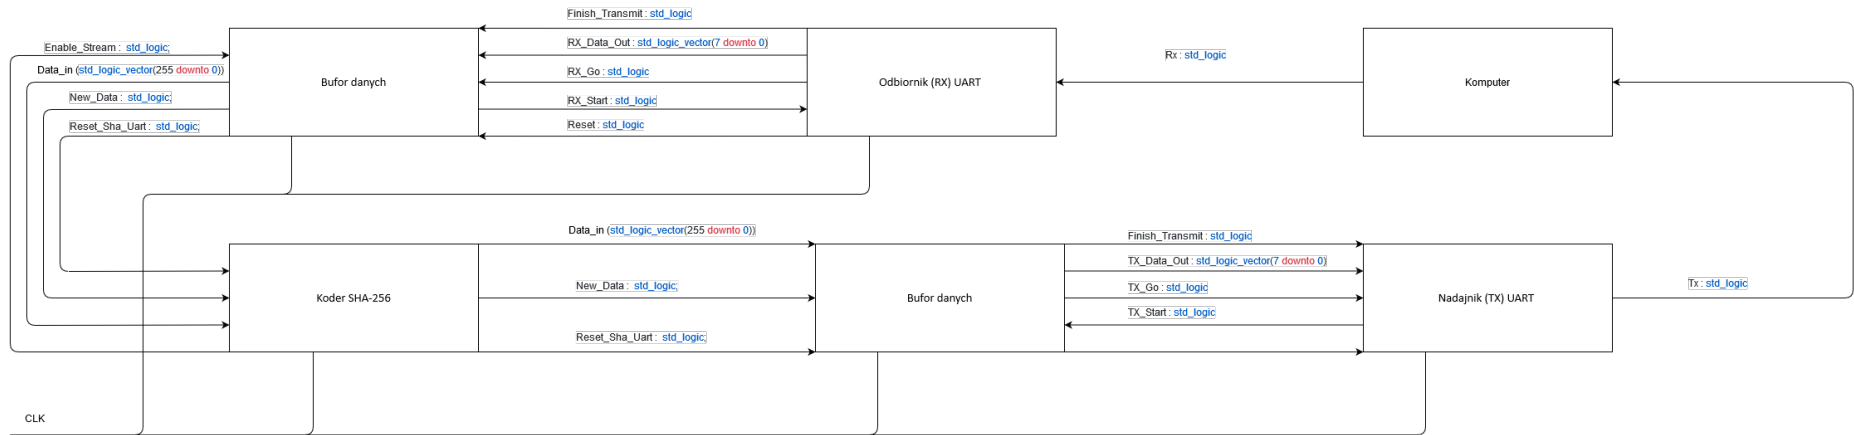 Finish_Transmit : std_logic
Enable_Stream : std_logic;
RX_Data_Out : std_logic_vector(7 downto 0)
Rx : std_logic
Data_in (std_logic_vector(255 downto 0))
RX_Go : std_logic
Bufor danych
Odbiornik (RX) UART
Komputer
New_Data : std_logic;
RX_Start : std_logic
Reset_Sha_Uart : std_logic;
Reset : std_logic
Data_in (std_logic_vector(255 downto 0))
Finish_Transmit : std_logic
TX_Data_Out : std_logic_vector(7 downto 0)
New_Data : std_logic;
TX_Go : std_logic
Tx : std_logic
Koder SHA-256
Bufor danych
Nadajnik (TX) UART
TX_Start : std_logic
Reset_Sha_Uart : std_logic;
CLK